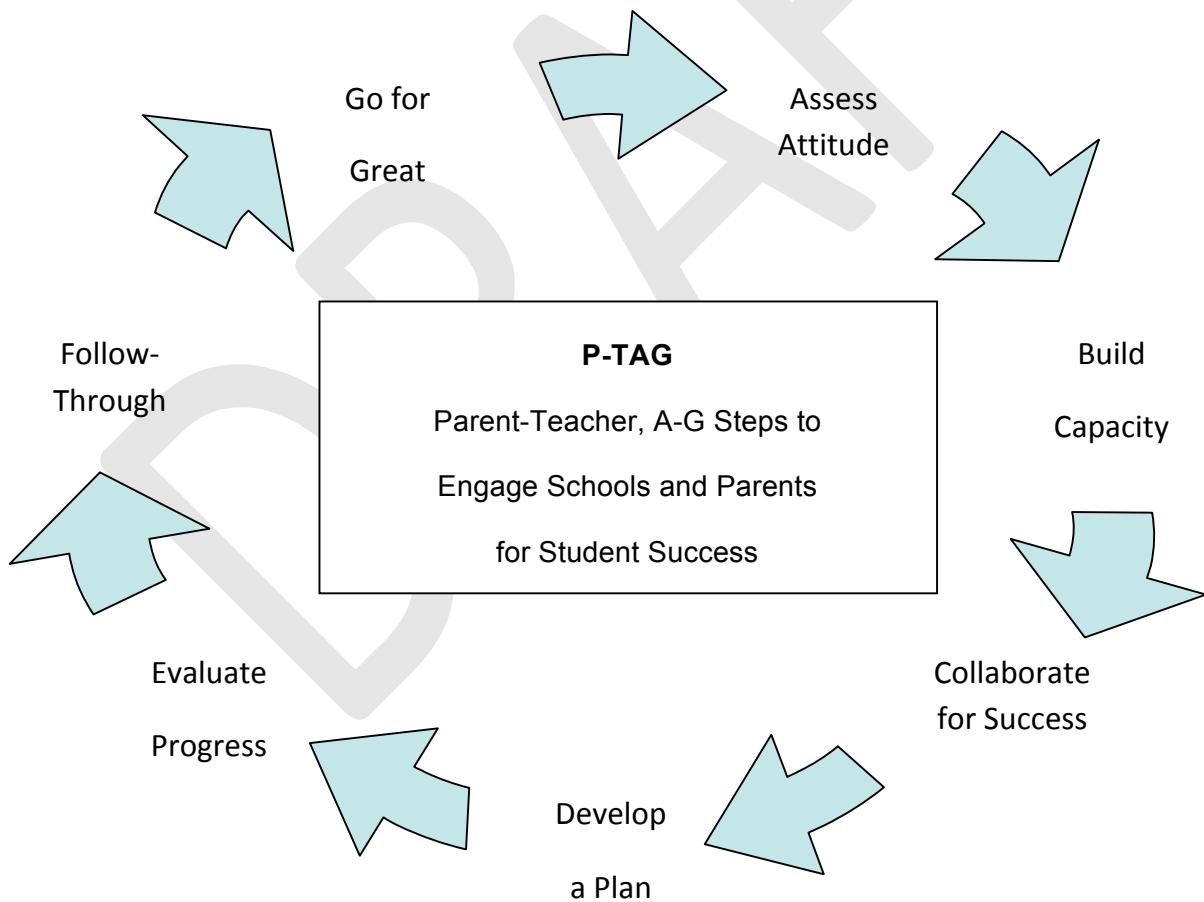 Go for
Great
Assess
Attitude
Build
Capacity
Collaborate
for Success
Develop
a Plan
Evaluate
Progress
Follow-
Through
P-TAG
Parent-Teacher, A-G Steps to
Engage Schools and Parents
for Student Success